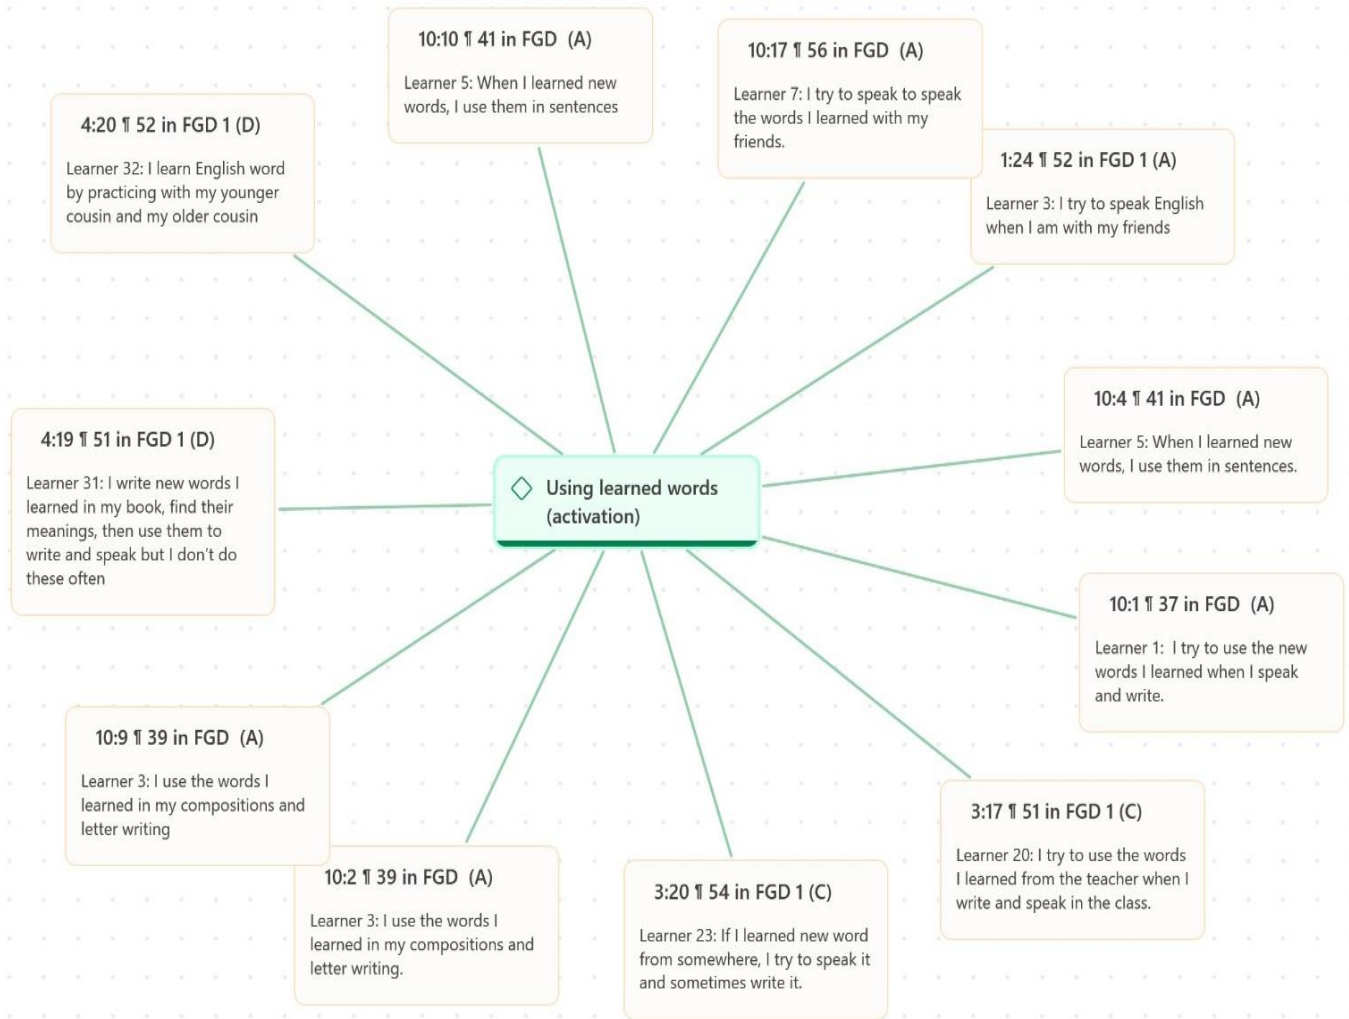 10:10 ¶ 41 in FGD (A)
Learner 5: When I learned new
words, I use them in sentences
10:17 ¶ 56 in FGD (A)
Learner 7: I try to speak to speak
the words I learned with my
friends.
4:20 ¶ 52 in FGD 1 (D)
Learner 32: I learn English word
by practicing with my younger
cousin and my older cousin
1:24 ¶ 52 in FGD 1 (A)
Learner 3: I try to speak English
when I am with my friends
10:4 ¶ 41 in FGD (A)
Learner 5: When I learned new
words, I use them in sentences.
4:19 ¶ 51 in FGD 1 (D)
Learner 31: I write new words I
learned in my book, find their
meanings, then use them to
write and speak but I don't do
these often
Using learned words
(activation)
10:1 ¶ 37 in FGD (A)
Learner 1: I try to use the new
words I learned when I speak
and write.
10:9 ¶ 39 in FGD (A)
Learner 3: I use the words I
learned in my compositions and
letter writing
3:17 ¶ 51 in FGD 1 (C)
Learner 20: I try to use the words
I learned from the teacher when I
write and speak in the class.
10:2 ¶ 39 in FGD (A)
Learner 3: I use the words I
learned in my compositions and
letter writing.
3:20 ¶ 54 in FGD 1 (C)
Learner 23: If I learned new word
from somewhere, I try to speak it
and sometimes write it.